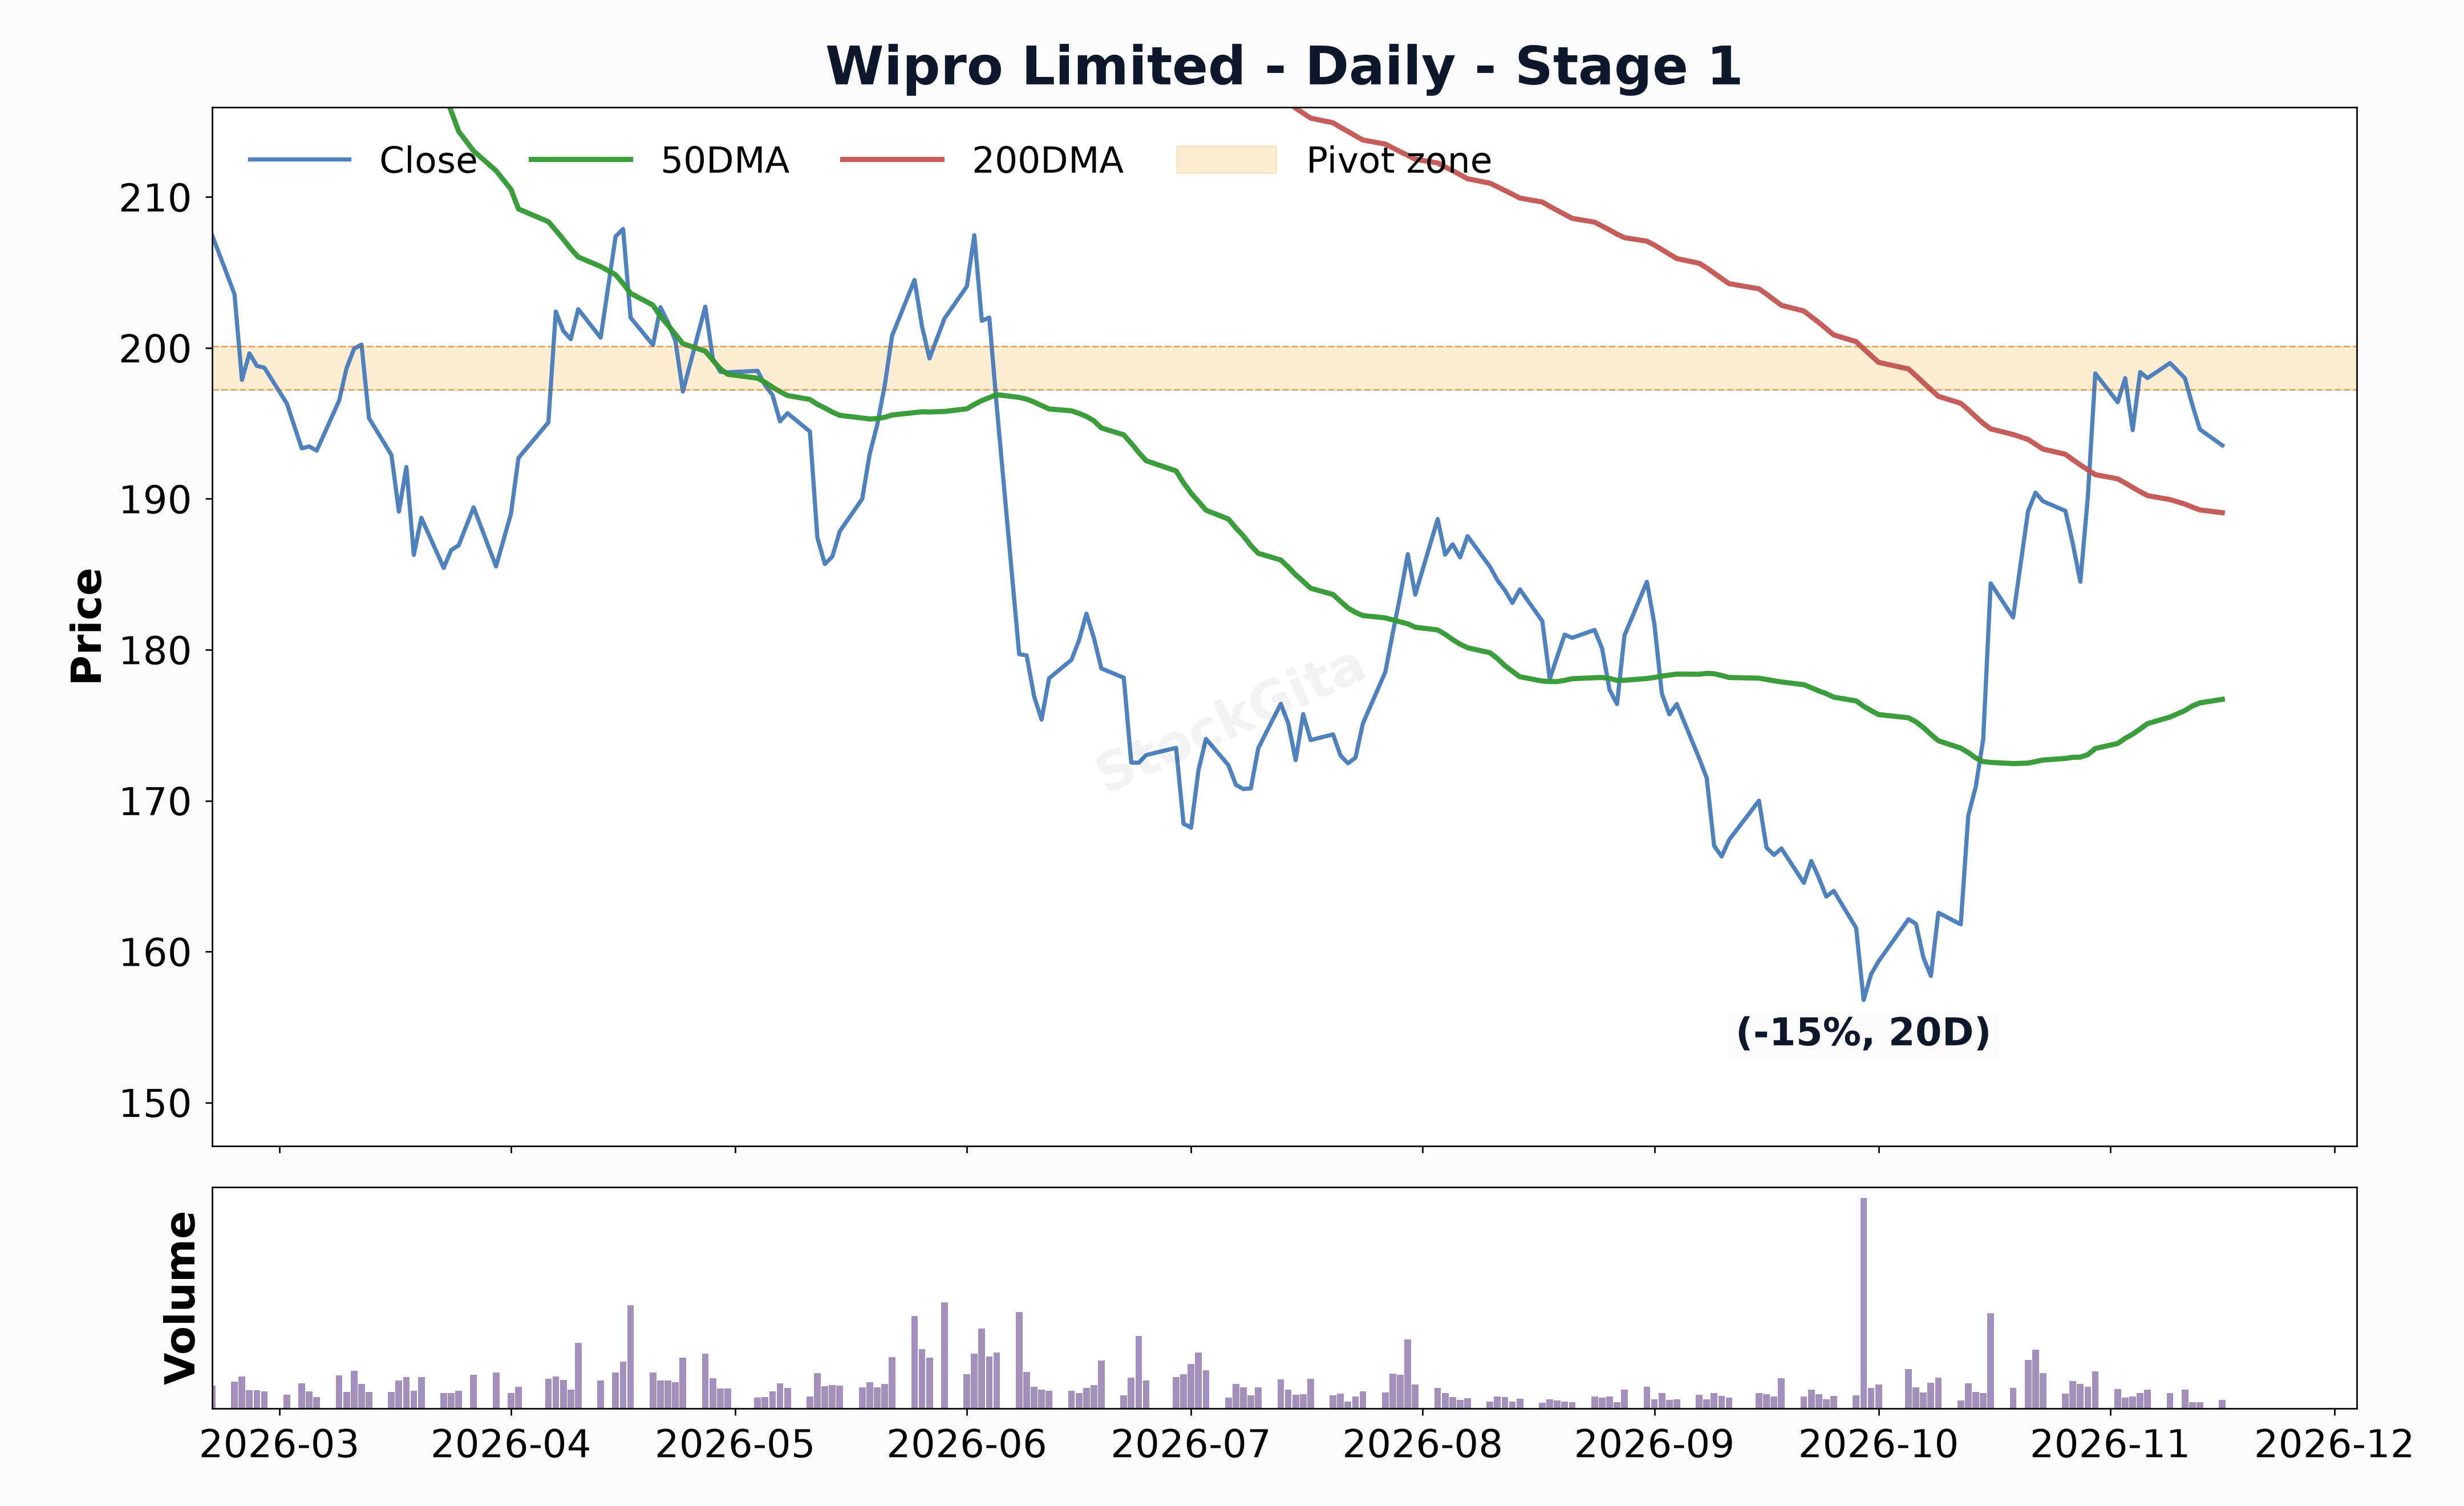 Wipro Limited - Daily - Stage 1
Close 50DMA 200DMA Pivot zone
210
200
190
180
170
160
150
Price
StockGita
(-15%, 20D)
Volume
2026-03 2026-04 2026-05 2026-06 2026-07 2026-08 2026-09 2026-10 2026-11 2026-12